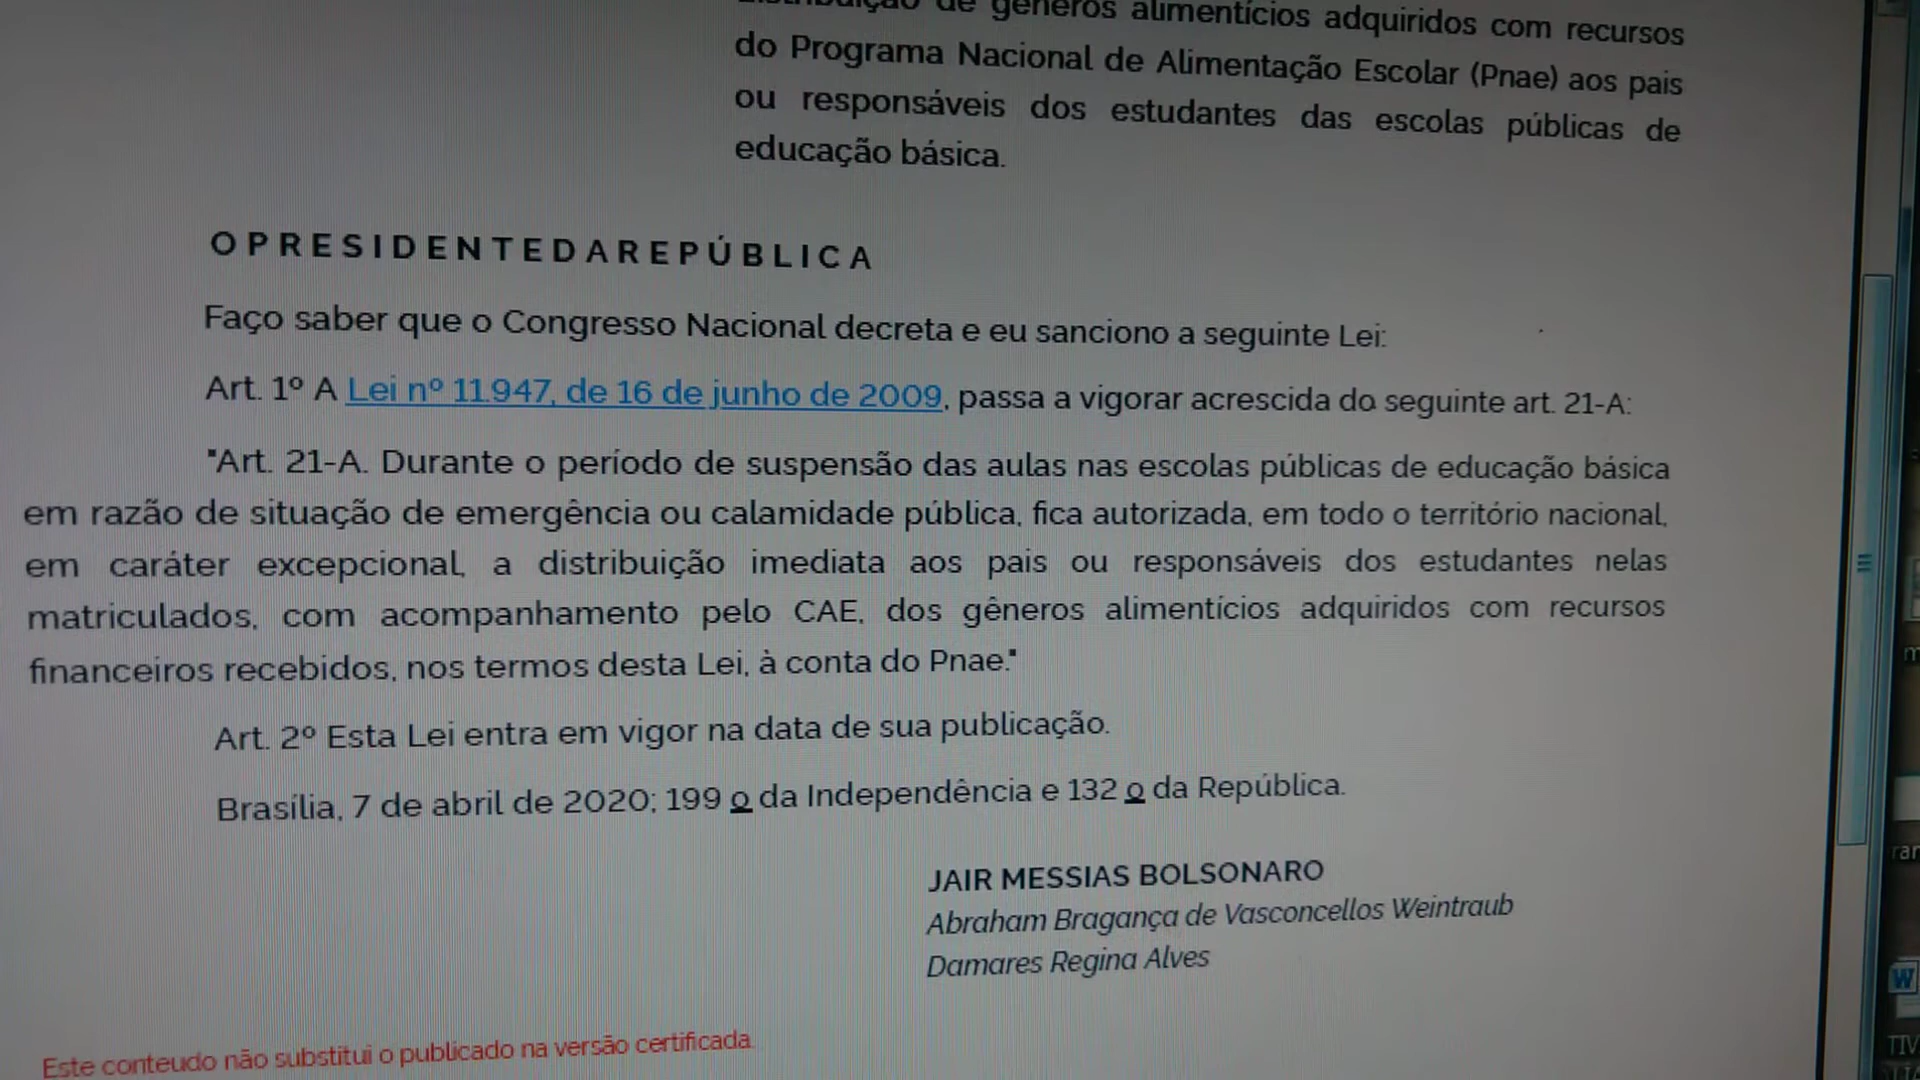 de gêneros alimentícios adquiridos com recursos
do Programa Nacional de Alimentação Escolar (Pnae) aos pais
ou responsáveis dos estudantes das escolas públicas de
educação básica.
O P R E S I D E N T E D A R E P Ú B L I C A
Faço saber que o Congresso Nacional decreta e eu sanciono a seguinte Lei:
Art. 1º A Lei nº 11.947, de 16 de junho de 2009, passa a vigorar acrescida do seguinte art. 21-A:
"Art. 21-A. Durante o período de suspensão das aulas nas escolas públicas de educação básica
em razão de situação de emergência ou calamidade pública, fica autorizada, em todo o território nacional,
em caráter excepcional, a distribuição imediata aos pais ou responsáveis dos estudantes nelas
matriculados, com acompanhamento pelo CAE, dos gêneros alimentícios adquiridos com recursos
financeiros recebidos, nos termos desta Lei, à conta do Pnae."
Art. 2º Esta Lei entra em vigor na data de sua publicação.
Brasília, 7 de abril de 2020; 199 o da Independência e 132 o da República.
JAIR MESSIAS BOLSONARO
Abraham Bragança de Vasconcellos Weintraub
Damares Regina Alves
Este conteudo não substitui o publicado na versão certificada.
W
TIV